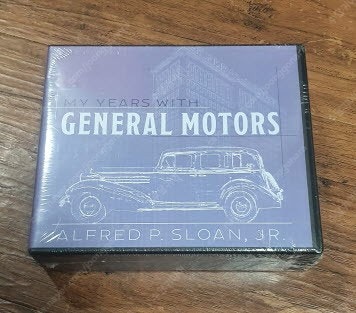 MY YEARS WITH
GENERAL MOTORS
ALFRED P. SLOAN, JR.